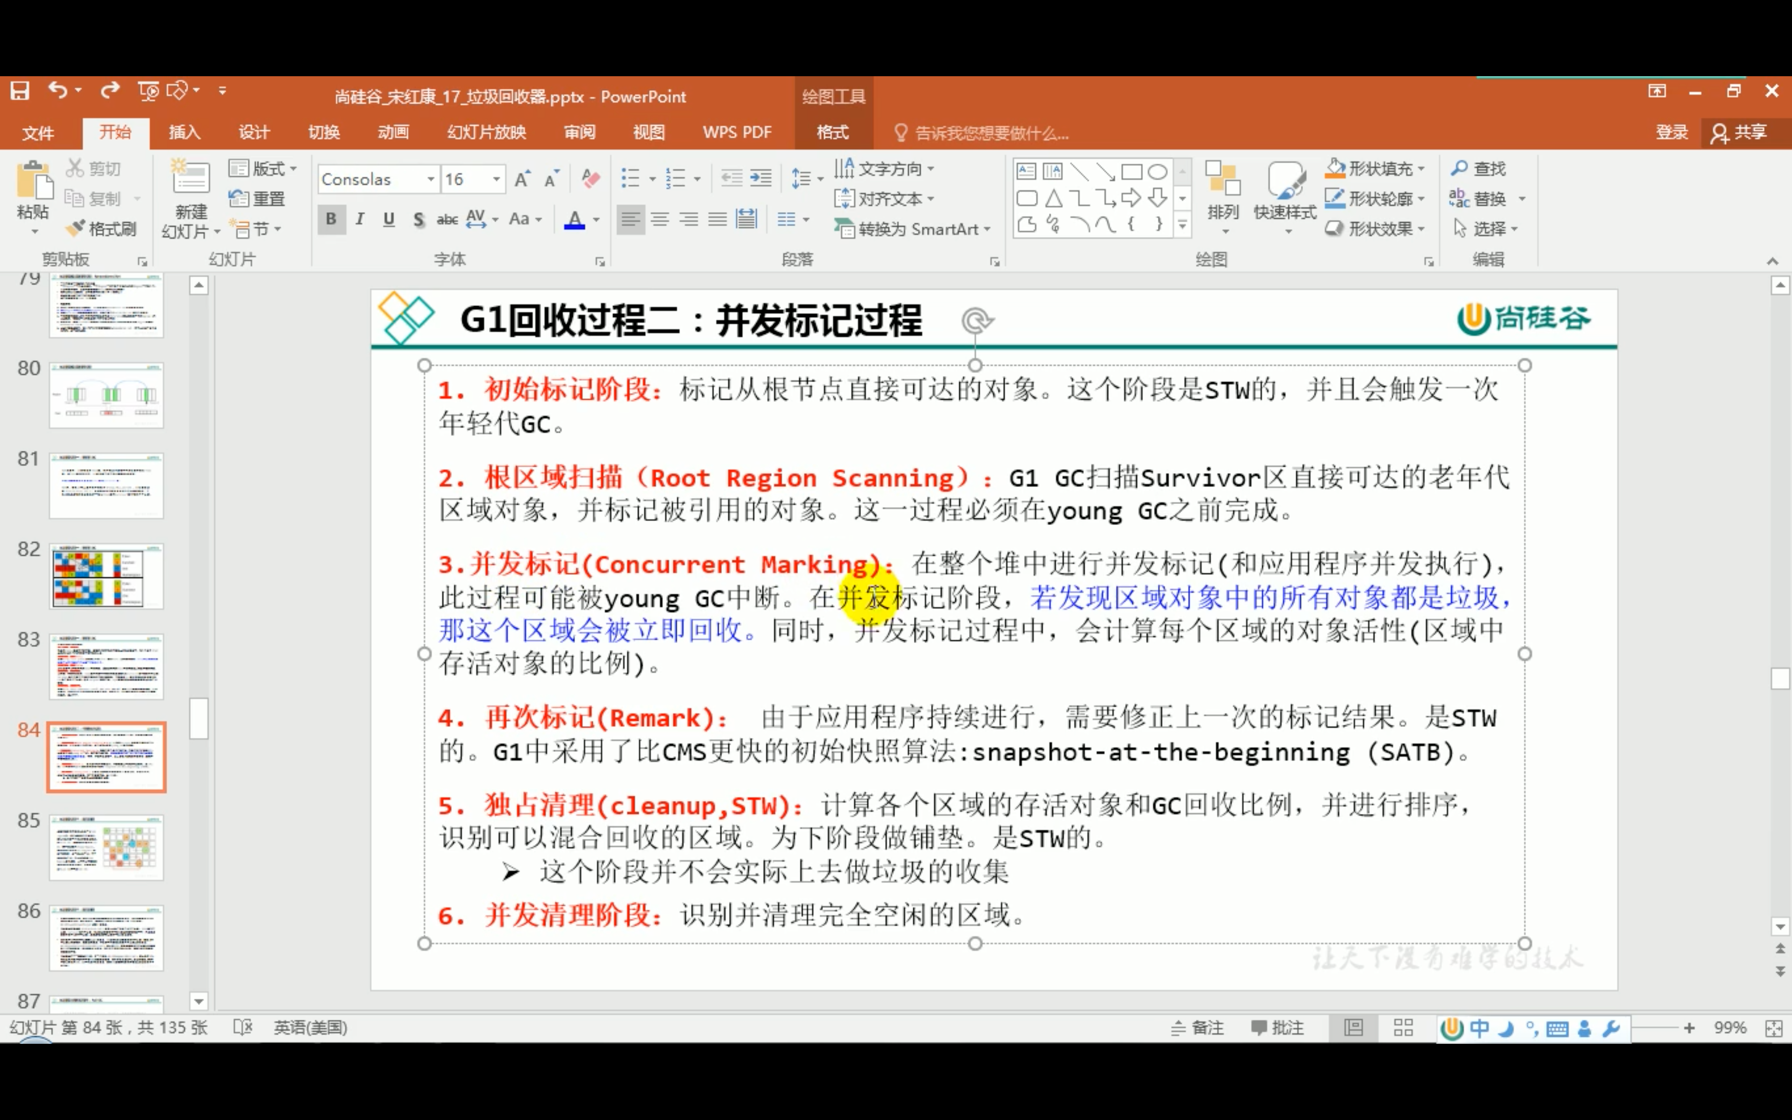 尚硅谷_宋红康_17_垃圾回收器.pptx - PowerPoint
绘图工具
文件 开始 插入 设计 切换 动画 幻灯片放映 审阅 视图 WPS PDF 格式 告诉我您想要做什么... 登录 共享
粘贴 剪切 复制 格式刷
新建幻灯片 版式 重置 节
Consolas 16
B I U S abc AV Aa A
文字方向 对齐文本 转换为 SmartArt
排列 快速样式 形状填充 形状轮廓 形状效果
查找 替换 选择
剪贴板 幻灯片 字体 段落 绘图 编辑
79
80
81
82
83
84
85
86
87
G1回收过程二：并发标记过程
尚硅谷
1. 初始标记阶段：标记从根节点直接可达的对象。这个阶段是STW的，并且会触发一次
年轻代GC。
2. 根区域扫描（Root Region Scanning）：G1 GC扫描Survivor区直接可达的老年代
区域对象，并标记被引用的对象。这一过程必须在young GC之前完成。
3.并发标记(Concurrent Marking)：在整个堆中进行并发标记(和应用程序并发执行)，
此过程可能被young GC中断。在并发标记阶段，若发现区域对象中的所有对象都是垃圾，
那这个区域会被立即回收。同时，并发标记过程中，会计算每个区域的对象活性(区域中
存活对象的比例)。
4. 再次标记(Remark)： 由于应用程序持续进行，需要修正上一次的标记结果。是STW
的。G1中采用了比CMS更快的初始快照算法:snapshot-at-the-beginning (SATB)。
5. 独占清理(cleanup,STW)：计算各个区域的存活对象和GC回收比例，并进行排序，
识别可以混合回收的区域。为下阶段做铺垫。是STW的。
➢ 这个阶段并不会实际上去做垃圾的收集
6. 并发清理阶段：识别并清理完全空闲的区域。
让天下没有难学的技术
幻灯片 第 84 张，共 135 张 英语(美国) 备注 批注 中 99%